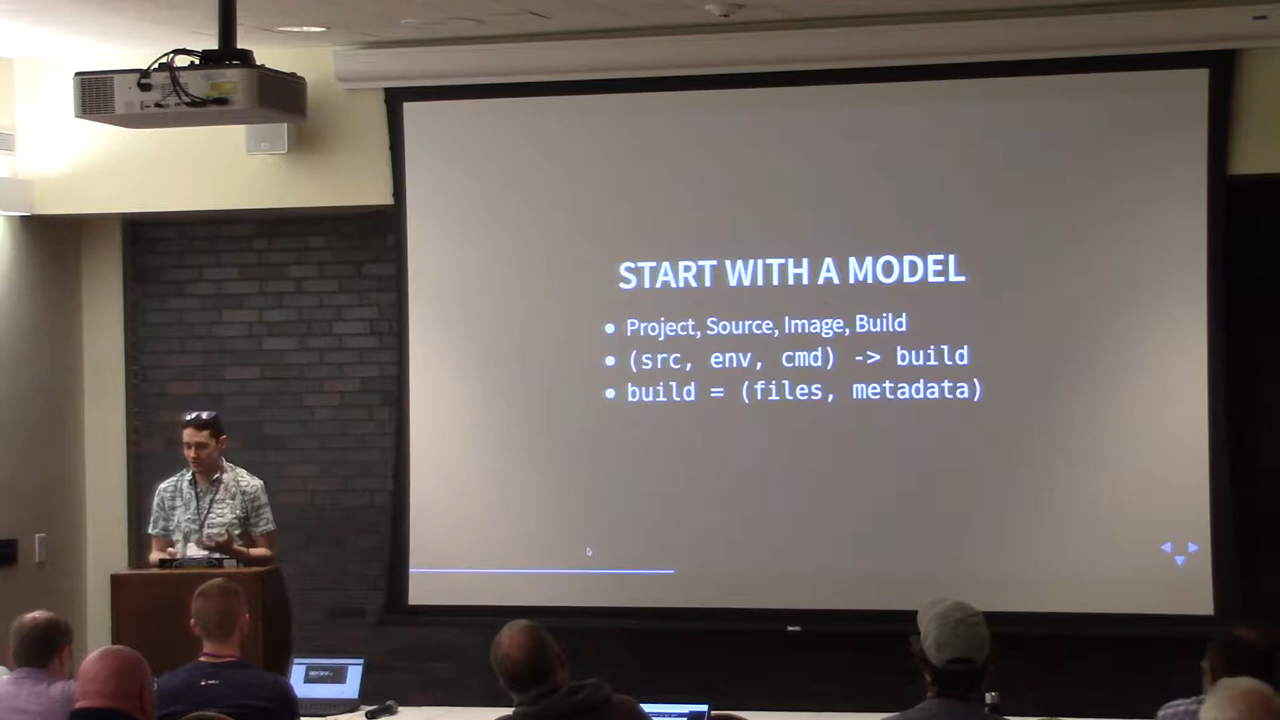 START WITH A MODEL
Project, Source, Image, Build
(src, env, cmd) -> build
build = (files, metadata)